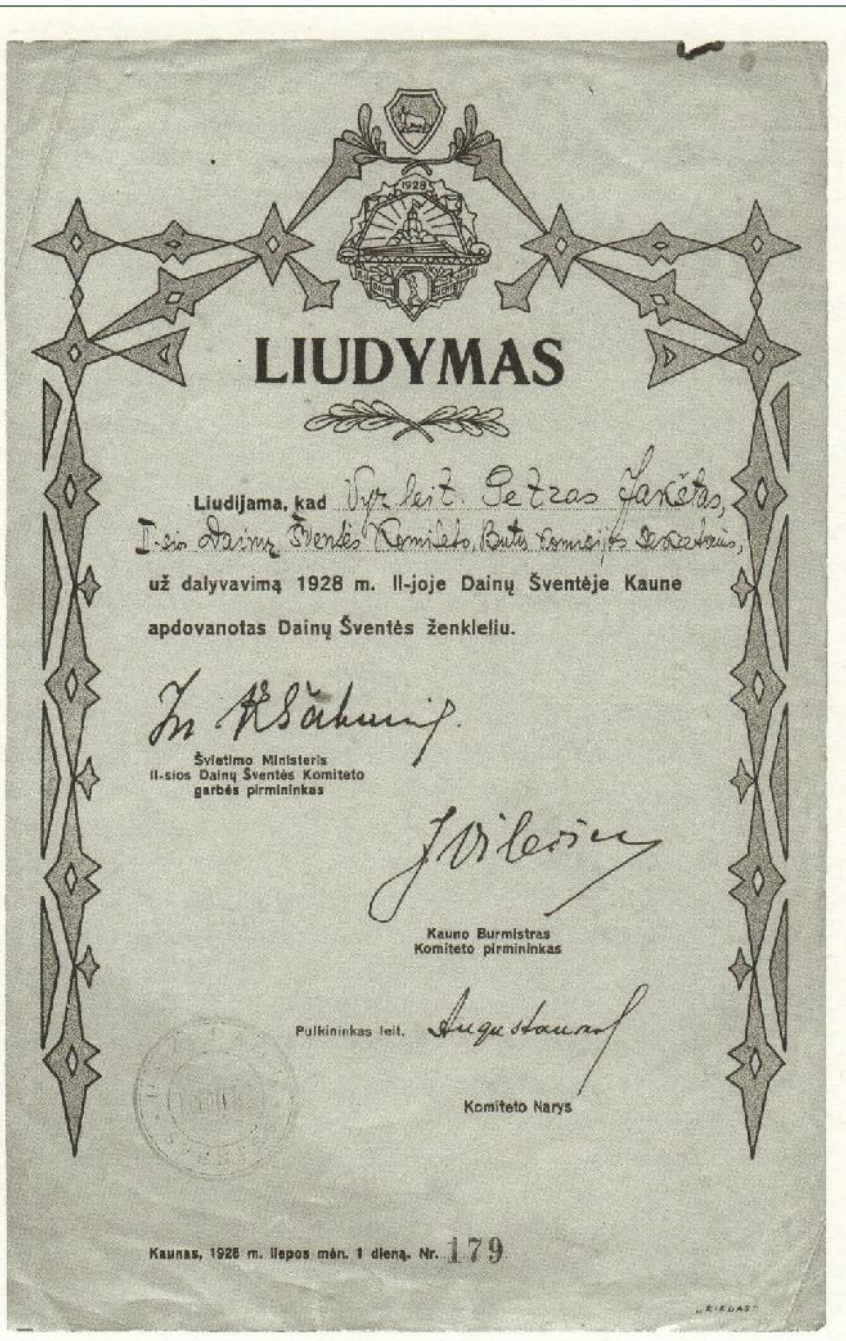 1928
LIUDYMAS
Liudijama, kad Vyr. leit. Petras Jakštas,
II-sio Dainų Šventės Komiteto, Butų Komisijos Sekretorius,
už dalyvavimą 1928 m. II-joje Dainų Šventėje Kaune
apdovanotas Dainų Šventės ženkleliu.
Švietimo Ministeris
II-sios Dainų Šventės Komiteto
garbės pirmininkas
Kauno Burmistras
Komiteto pirmininkas
Pulkininkas leit.
Komiteto Narys
Kaunas, 1928 m. liepos mėn. 1 dieną. Nr. 179